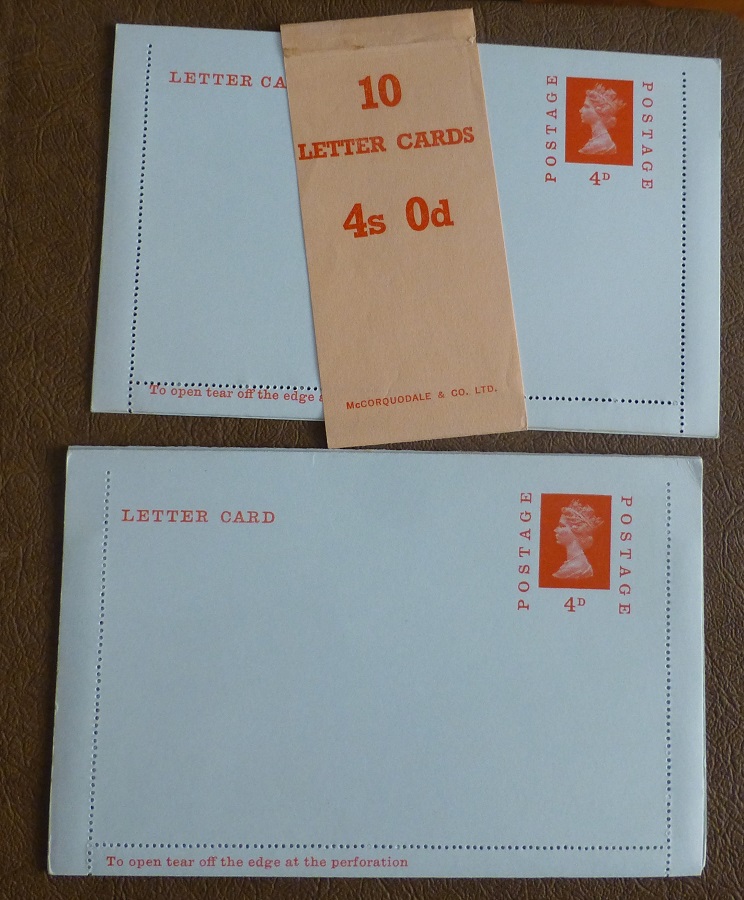 LETTER CA
10
LETTER CARDS
4s 0d
McCORQUODALE & CO. LTD.
POSTAGE
POSTAGE
4D
To open tear off the edge
LETTER CARD
POSTAGE
POSTAGE
4D
To open tear off the edge at the perforation